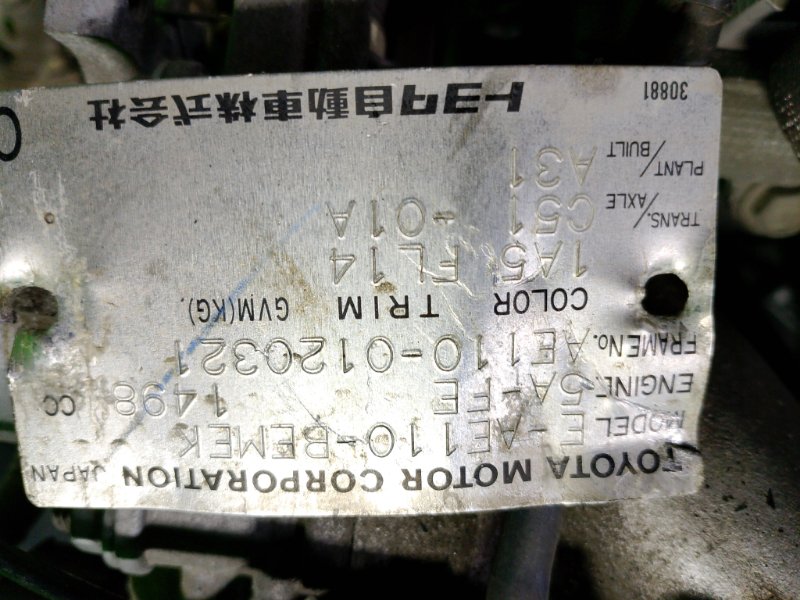 TOYOTA MOTOR CORPORATION JAPAN
MODEL E-AE110-BEMEK
ENGINE 5A-FE 1498 CC
FRAME No. AE110-0120321
COLOR TRIM GVM(KG).
1A5 FL14
TRANS./AXLE C51 -01A
PLANT/BUILT A31
トヨタ自動車株式会社 30881